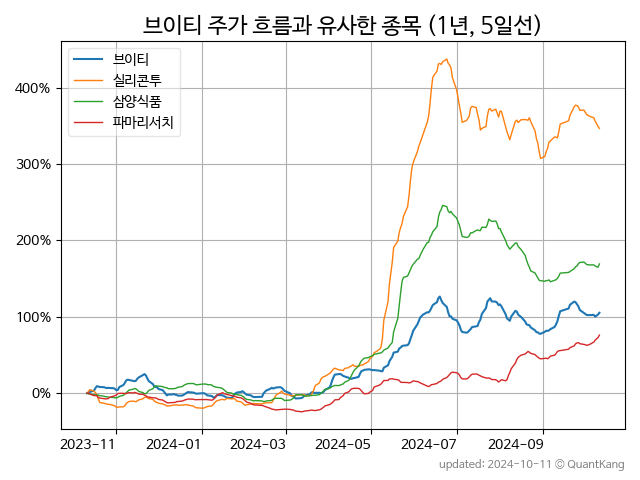 브이티 주가 흐름과 유사한 종목 (1년, 5일선)
브이티
실리콘투
삼양식품
파마리서치
400%
300%
200%
100%
0%
2023-11 2024-01 2024-03 2024-05 2024-07 2024-09
updated: 2024-10-11 © QuantKang